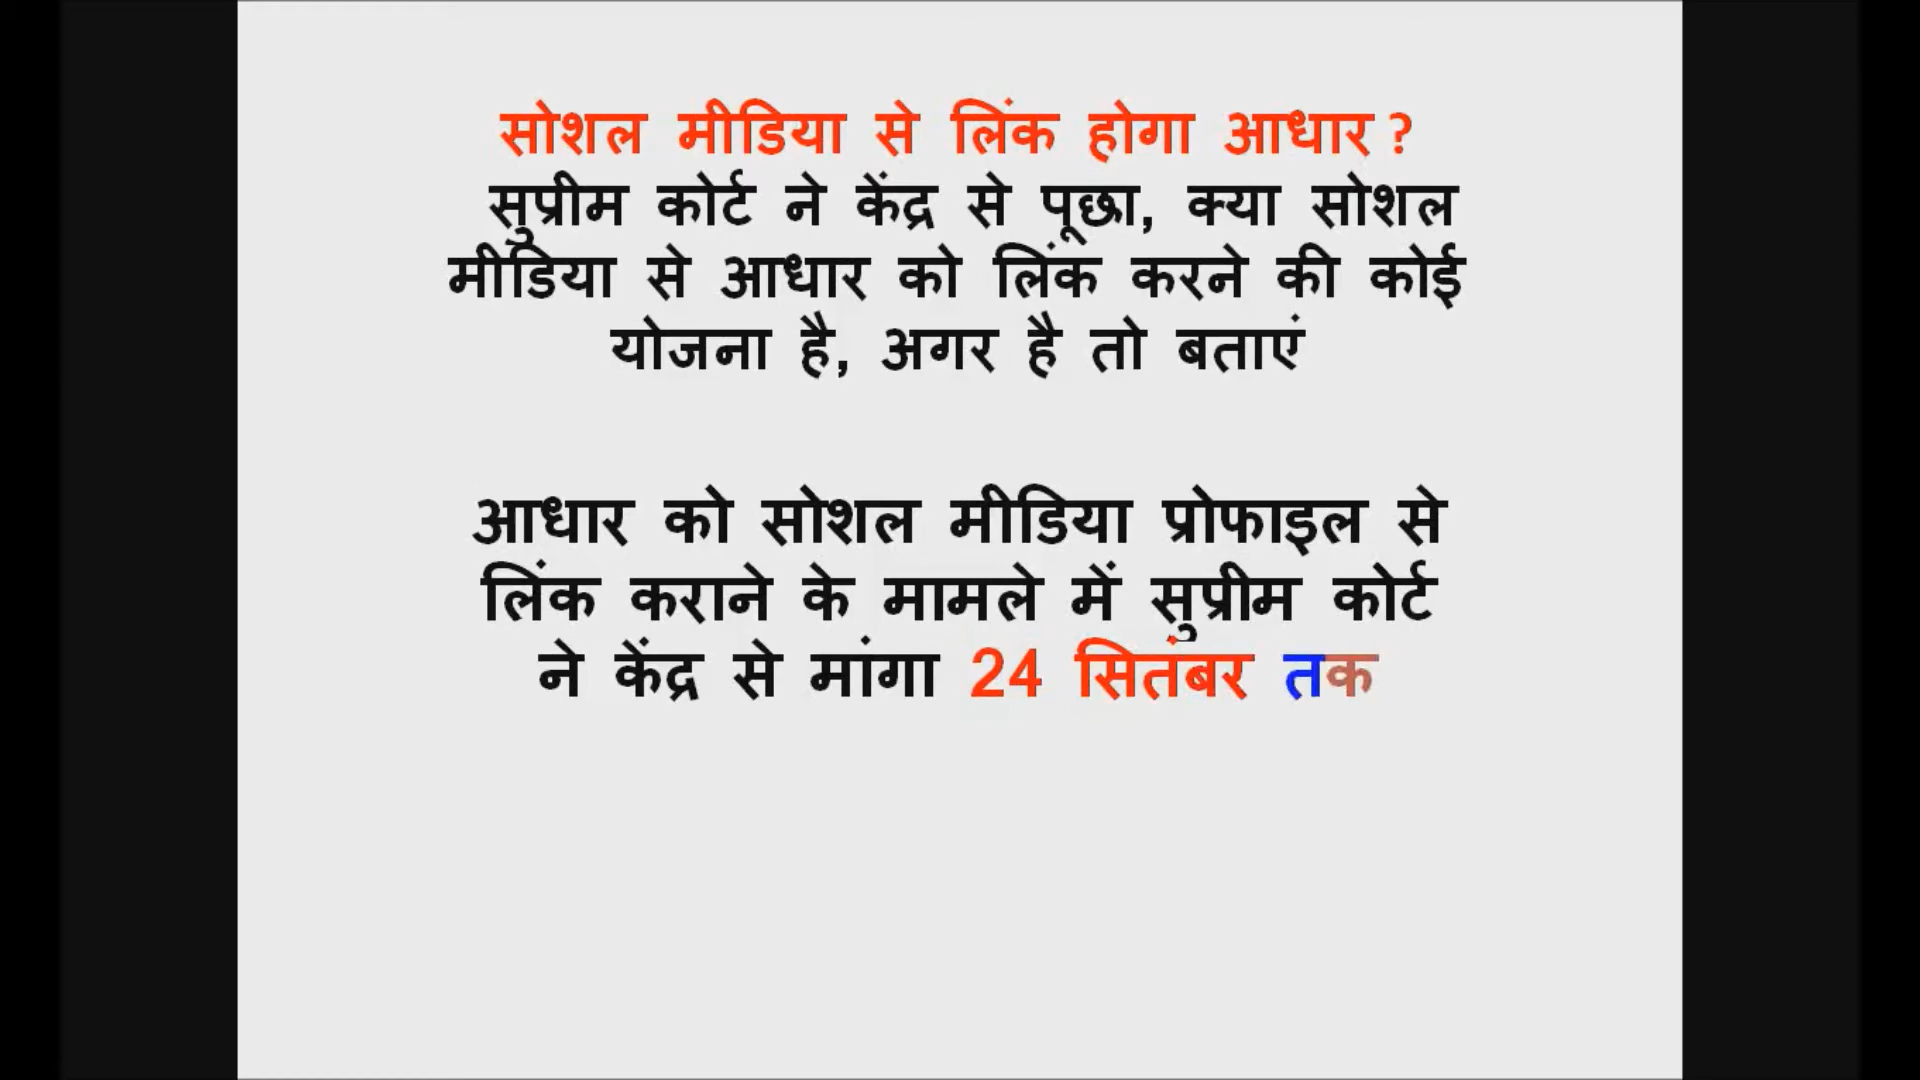 सोशल मीडिया से लिंक होगा आधार ?
सुप्रीम कोर्ट ने केंद्र से पूछा, क्या सोशल
मीडिया से आधार को लिंक करने की कोई
योजना है, अगर है तो बताएं
आधार को सोशल मीडिया प्रोफाइल से
लिंक कराने के मामले में सुप्रीम कोर्ट
ने केंद्र से मांगा 24 सितंबर तक